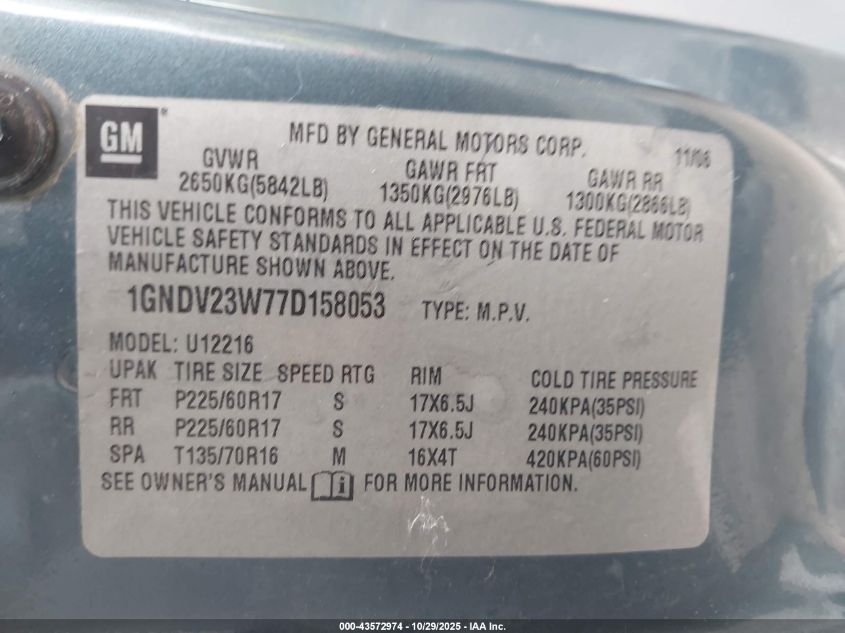 GM ®
MFD BY GENERAL MOTORS CORP. 11/06
GVWR GAWR FRT GAWR RR
2650KG(5842LB) 1350KG(2976LB) 1300KG(2866LB)
THIS VEHICLE CONFORMS TO ALL APPLICABLE U.S. FEDERAL MOTOR
VEHICLE SAFETY STANDARDS IN EFFECT ON THE DATE OF
MANUFACTURE SHOWN ABOVE.
1GNDV23W77D158053 TYPE: M.P.V.
MODEL: U12216
UPAK TIRE SIZE SPEED RTG RIM COLD TIRE PRESSURE
FRT P225/60R17 S 17X6.5J 240KPA(35PSI)
RR P225/60R17 S 17X6.5J 240KPA(35PSI)
SPA T135/70R16 M 16X4T 420KPA(60PSI)
SEE OWNER'S MANUAL i FOR MORE INFORMATION.
000-43572974 - 10/29/2025 - IAA Inc.